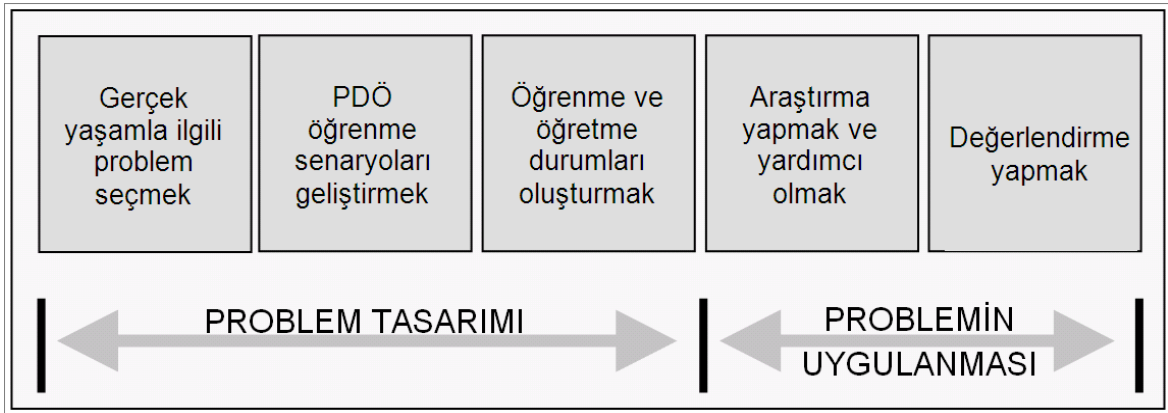 Gerçek
yaşamla ilgili
problem
seçmek
PDÖ
öğrenme
senaryoları
geliştirmek
Öğrenme ve
öğretme
durumları
oluşturmak
Araştırma
yapmak ve
yardımcı
olmak
Değerlendirme
yapmak
PROBLEM TASARIMI
PROBLEMİN
UYGULANMASI